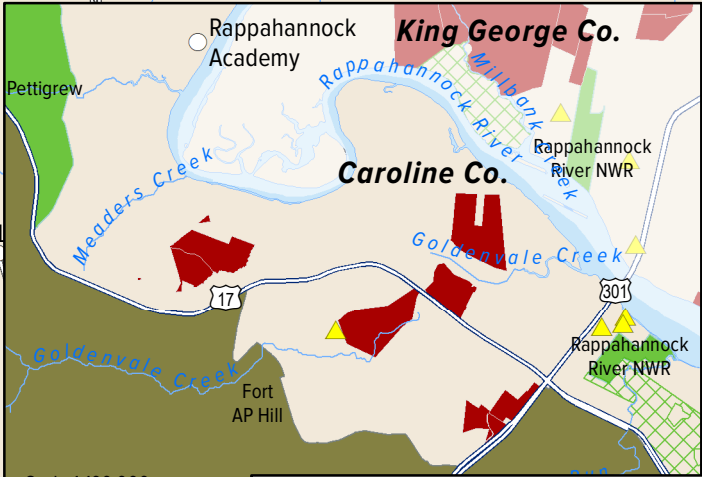 Rappahannock
Academy
King George Co.
Pettigrew
Rappahannock River
Millbank Creek
Rappahannock
River NWR
Meaders Creek
Caroline Co.
Goldenvale Creek
17
301
Rappahannock
River NWR
Goldenvale Creek
Fort
AP Hill
Run